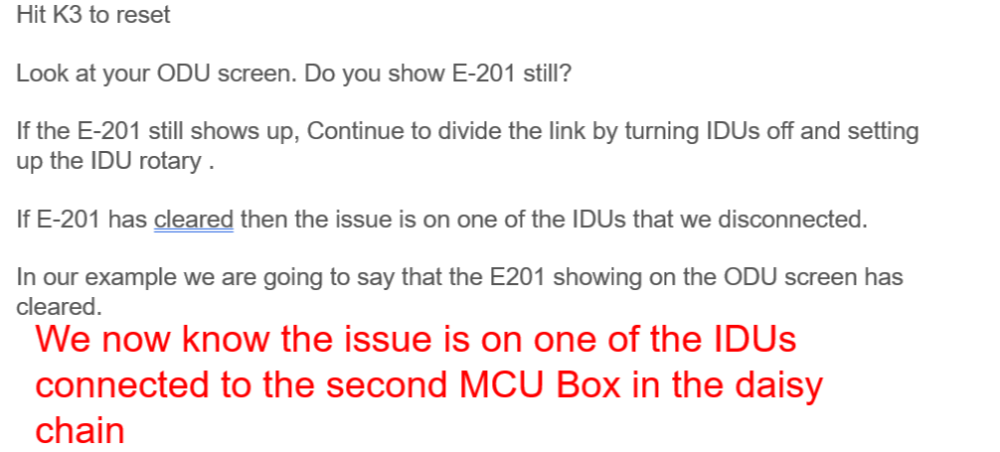 Hit K3 to reset
Look at your ODU screen. Do you show E-201 still?
If the E-201 still shows up, Continue to divide the link by turning IDUs off and setting
up the IDU rotary .
If E-201 has cleared then the issue is on one of the IDUs that we disconnected.
In our example we are going to say that the E201 showing on the ODU screen has
cleared.
We now know the issue is on one of the IDUs
connected to the second MCU Box in the daisy
chain